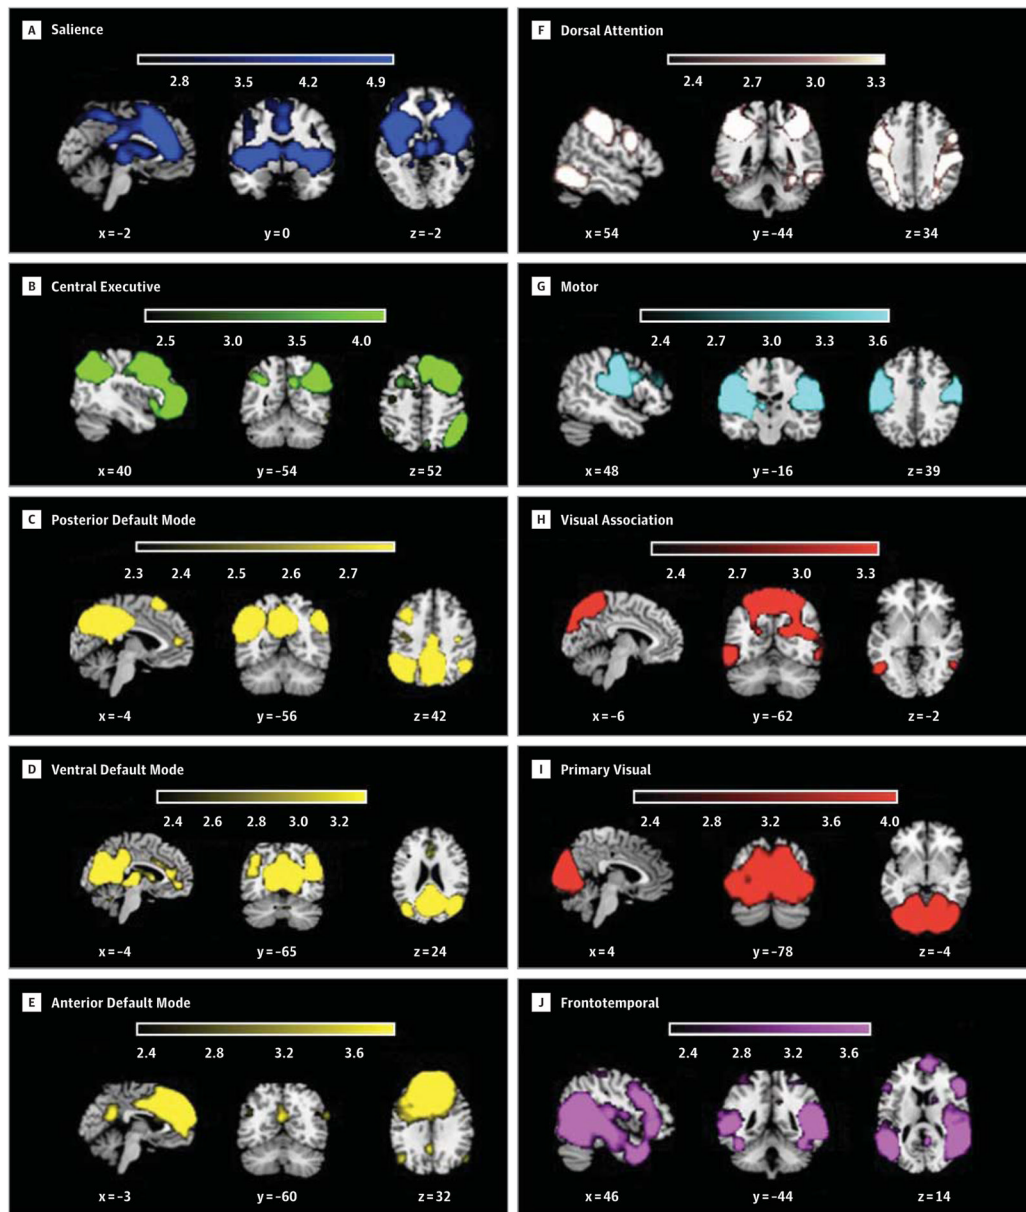 A Salience
2.8 3.5 4.2 4.9
x=−2 y=0 z=−2
B Central Executive
2.5 3.0 3.5 4.0
x=40 y=−54 z=52
C Posterior Default Mode
2.3 2.4 2.5 2.6 2.7
x=−4 y=−56 z=42
D Ventral Default Mode
2.4 2.6 2.8 3.0 3.2
x=−4 y=−65 z=24
E Anterior Default Mode
2.4 2.8 3.2 3.6
x=−3 y=−60 z=32
F Dorsal Attention
2.4 2.7 3.0 3.3
x=54 y=−44 z=34
G Motor
2.4 2.7 3.0 3.3 3.6
x=48 y=−16 z=39
H Visual Association
2.4 2.7 3.0 3.3
x=−6 y=−62 z=−2
I Primary Visual
2.4 2.8 3.2 3.6 4.0
x=4 y=−78 z=−4
J Frontotemporal
2.4 2.8 3.2 3.6
x=46 y=−44 z=14